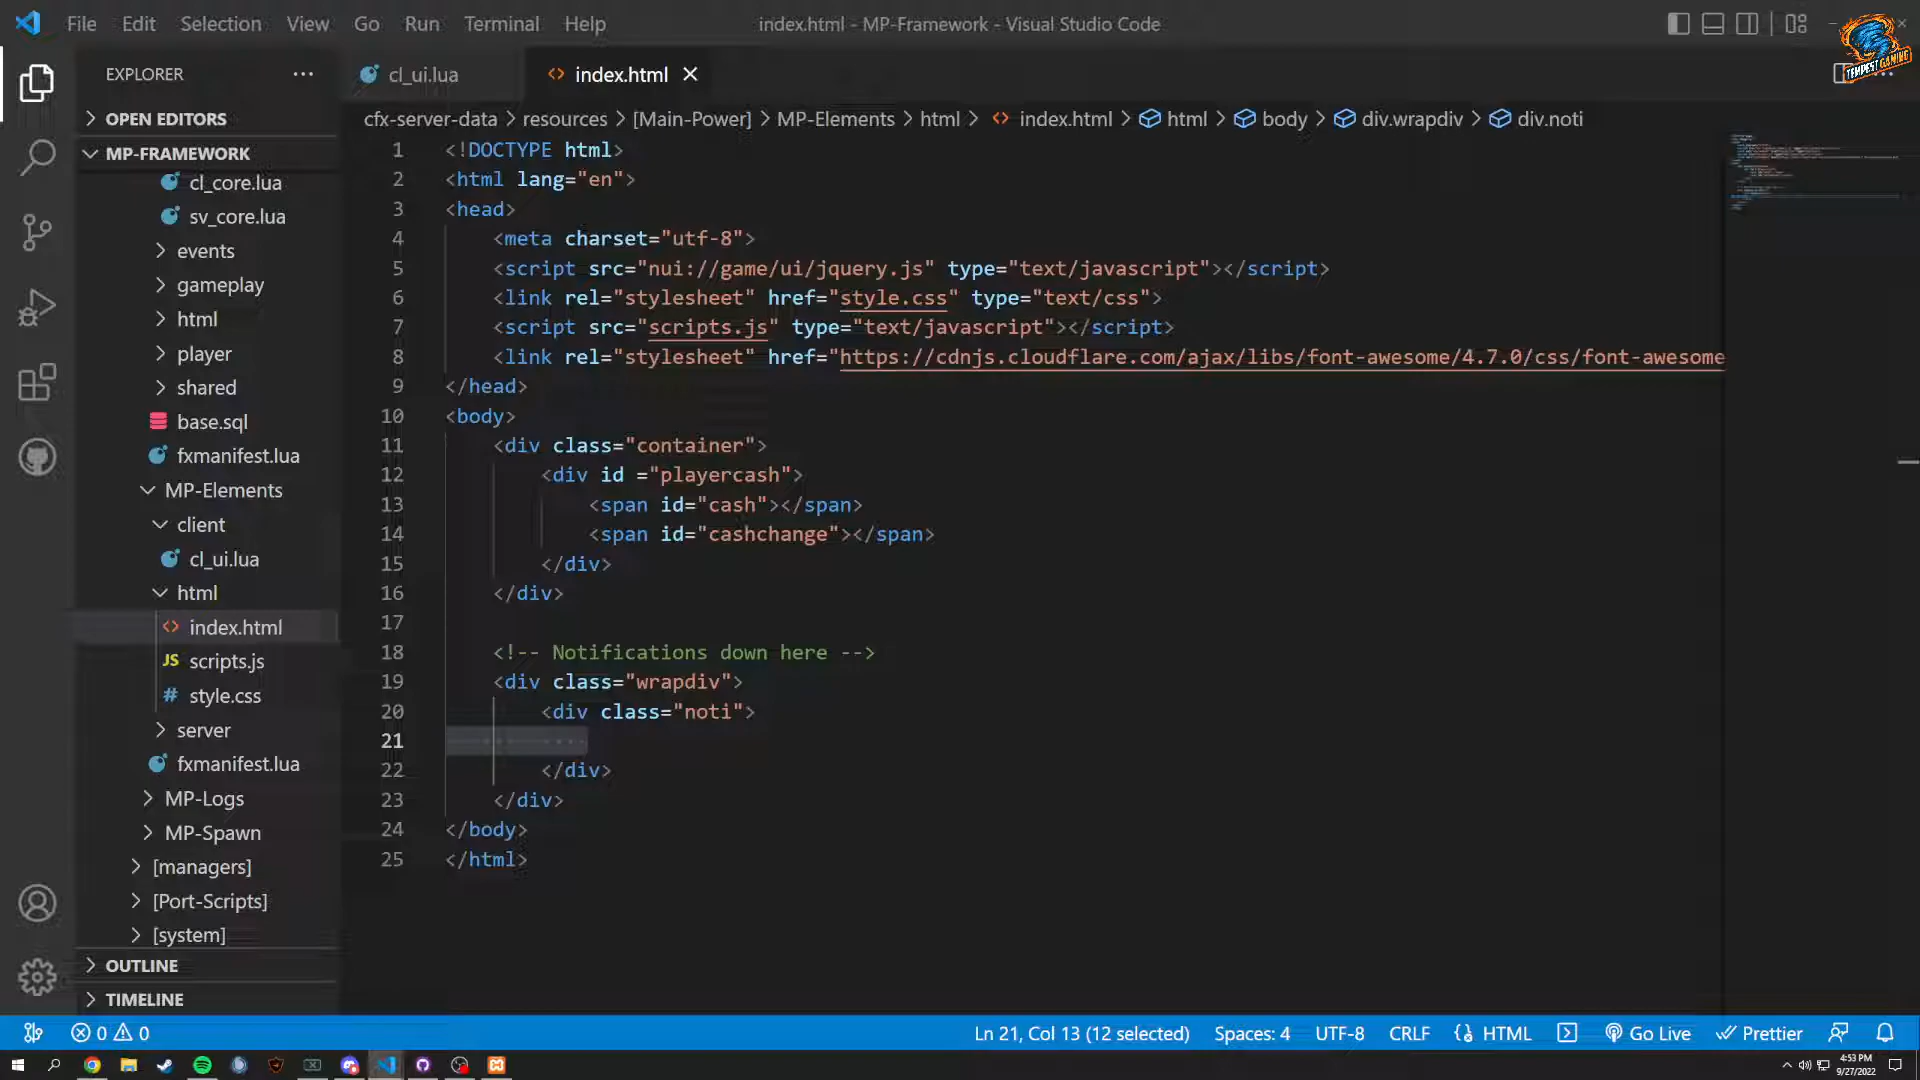 File Edit Selection View Go Run Terminal Help
index.html - MP-Framework - Visual Studio Code
TEMPEST GAMING
EXPLORER
OPEN EDITORS
MP-FRAMEWORK
cl_core.lua
sv_core.lua
events
gameplay
html
player
shared
base.sql
fxmanifest.lua
MP-Elements
client
cl_ui.lua
html
index.html
JS scripts.js
# style.css
server
fxmanifest.lua
MP-Logs
MP-Spawn
[managers]
[Port-Scripts]
[system]
OUTLINE
TIMELINE
cl_ui.lua
index.html
cfx-server-data > resources > [Main-Power] > MP-Elements > html > index.html > html > body > div.wrapdiv > div.noti
1 <!DOCTYPE html>
2 <html lang="en">
3 <head>
4 <meta charset="utf-8">
5 <script src="nui://game/ui/jquery.js" type="text/javascript"></script>
6 <link rel="stylesheet" href="style.css" type="text/css">
7 <script src="scripts.js" type="text/javascript"></script>
8 <link rel="stylesheet" href="https://cdnjs.cloudflare.com/ajax/libs/font-awesome/4.7.0/css/font-awesome
9 </head>
10 <body>
11 <div class="container">
12 <div id ="playercash">
13 <span id="cash"></span>
14 <span id="cashchange"></span>
15 </div>
16 </div>
17
18 <!-- Notifications down here -->
19 <div class="wrapdiv">
20 <div class="noti">
21
22 </div>
23 </div>
24 </body>
25 </html>
0 0
Ln 21, Col 13 (12 selected) Spaces: 4 UTF-8 CRLF HTML Go Live Prettier
4:53 PM
9/27/2022